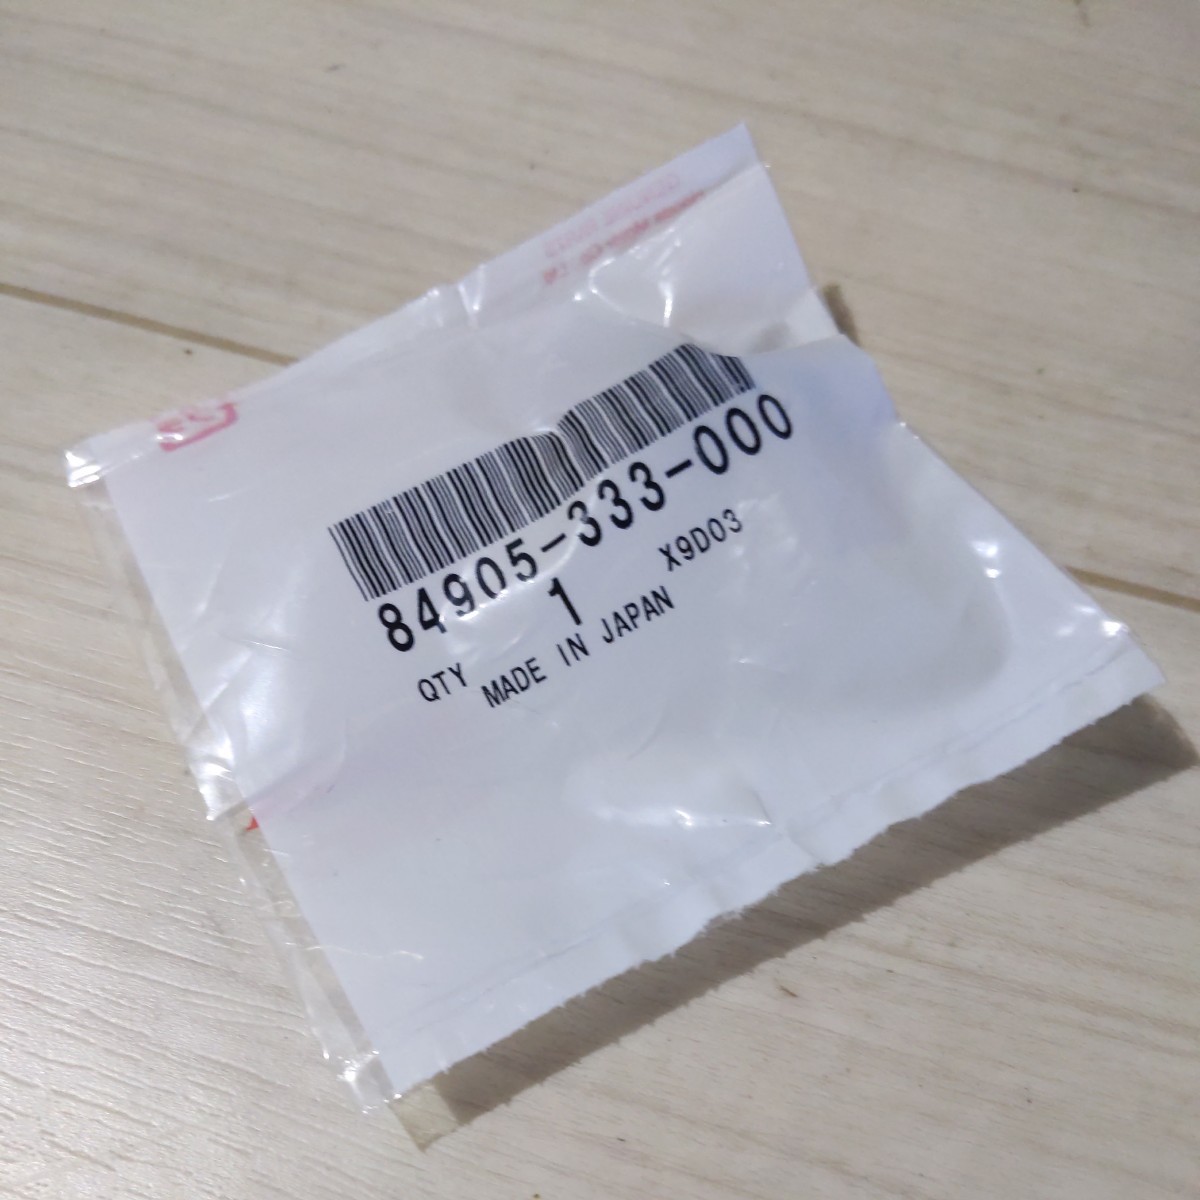 84905-333-000
QTY 1 X9D03
MADE IN JAPAN